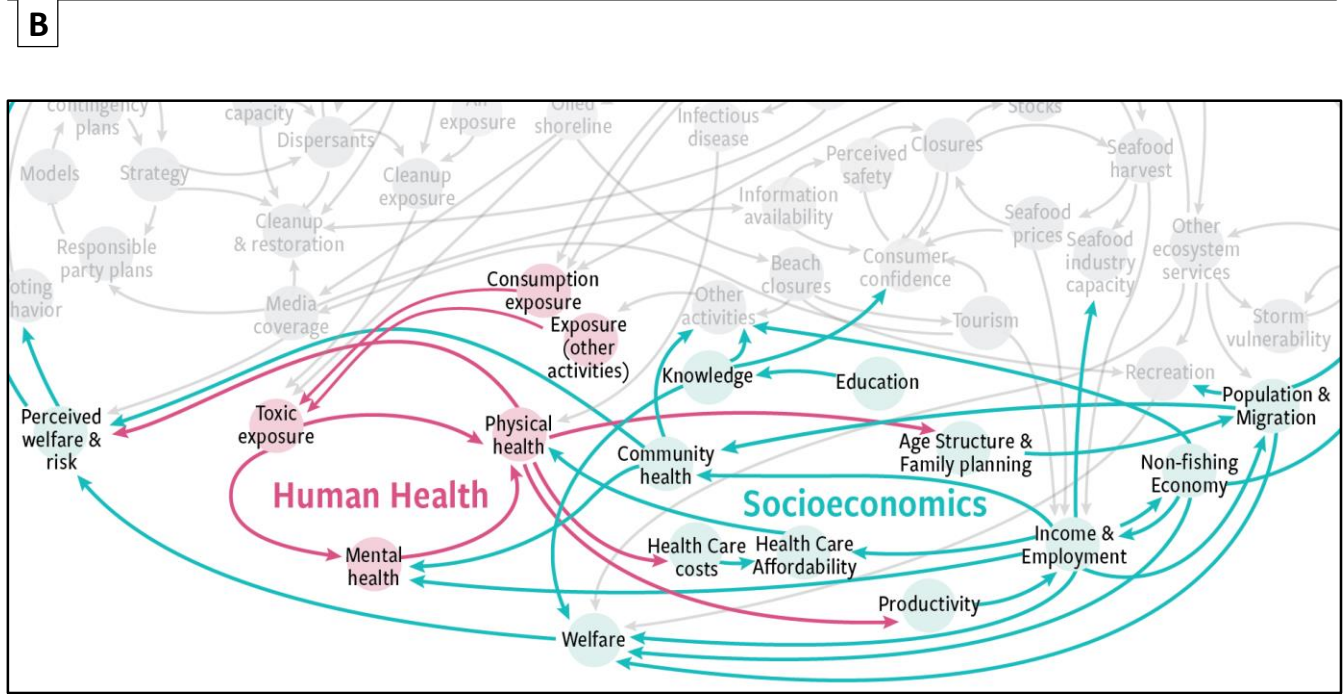 B
contingency
plans
capacity
Dispersants
exposure
shoreline
Infectious
disease
Stocks
Closures
Perceived
safety
Seafood
harvest
Models
Strategy
Cleanup
exposure
Information
availability
Cleanup
& restoration
Seafood
prices
Seafood
industry
capacity
Other
ecosystem
services
Responsible
party plans
Consumer
confidence
Beach
closures
Consumption
exposure
Media
coverage
Other
activities
Tourism
Storm
vulnerability
Exposure
(other
activities)
Knowledge
Education
Recreation
Population &
Migration
Perceived
welfare &
risk
Toxic
exposure
Physical
health
Community
health
Age Structure &
Family planning
Non-fishing
Economy
Human Health
Socioeconomics
Mental
health
Health Care
costs
Health Care
Affordability
Income &
Employment
Productivity
Welfare